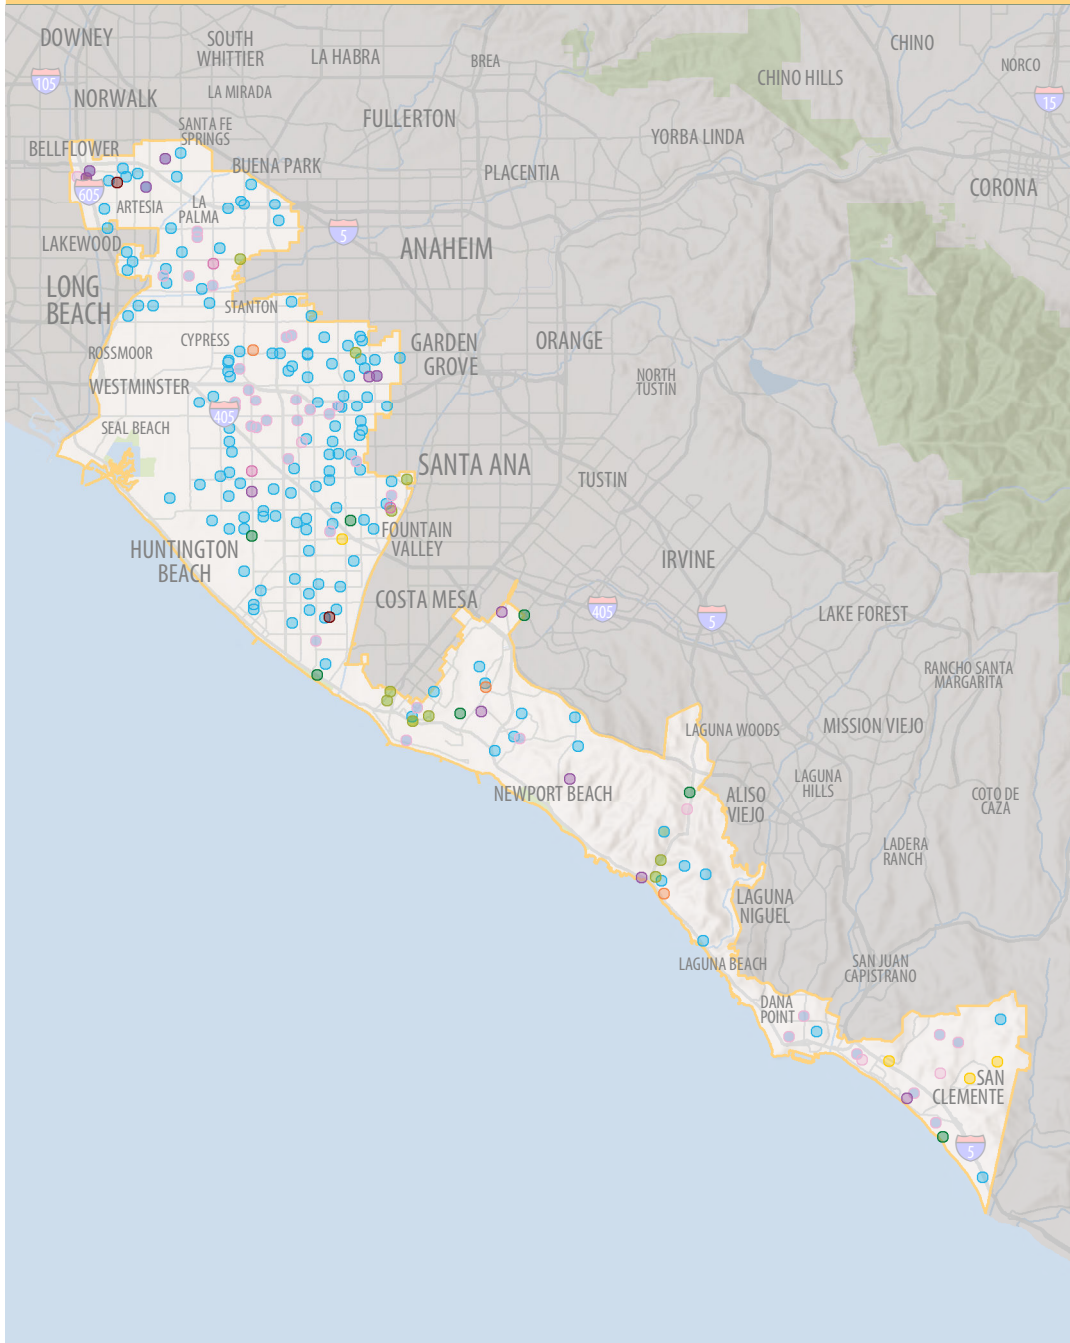 DOWNEY
SOUTH
WHITTIER
LA HABRA
BREA
CHINO
NORCO
105
CHINO HILLS
15
NORWALK
LA MIRADA
FULLERTON
SANTA FE
SPRINGS
YORBA LINDA
BELLFLOWER
BUENA PARK
PLACENTIA
CORONA
605
ARTESIA
LA
PALMA
5
LAKEWOOD
ANAHEIM
LONG
BEACH
STANTON
CYPRESS
ROSSMOOR
GARDEN
GROVE
ORANGE
WESTMINSTER
NORTH
TUSTIN
405
SEAL BEACH
SANTA ANA
TUSTIN
FOUNTAIN
VALLEY
HUNTINGTON
BEACH
IRVINE
COSTA MESA
405
5
LAKE FOREST
RANCHO SANTA
MARGARITA
LAGUNA WOODS
MISSION VIEJO
NEWPORT BEACH
ALISO
VIEJO
LAGUNA
HILLS
COTO DE
CAZA
LADERA
RANCH
LAGUNA
NIGUEL
LAGUNA BEACH
SAN JUAN
CAPISTRANO
DANA
POINT
SAN
CLEMENTE
5